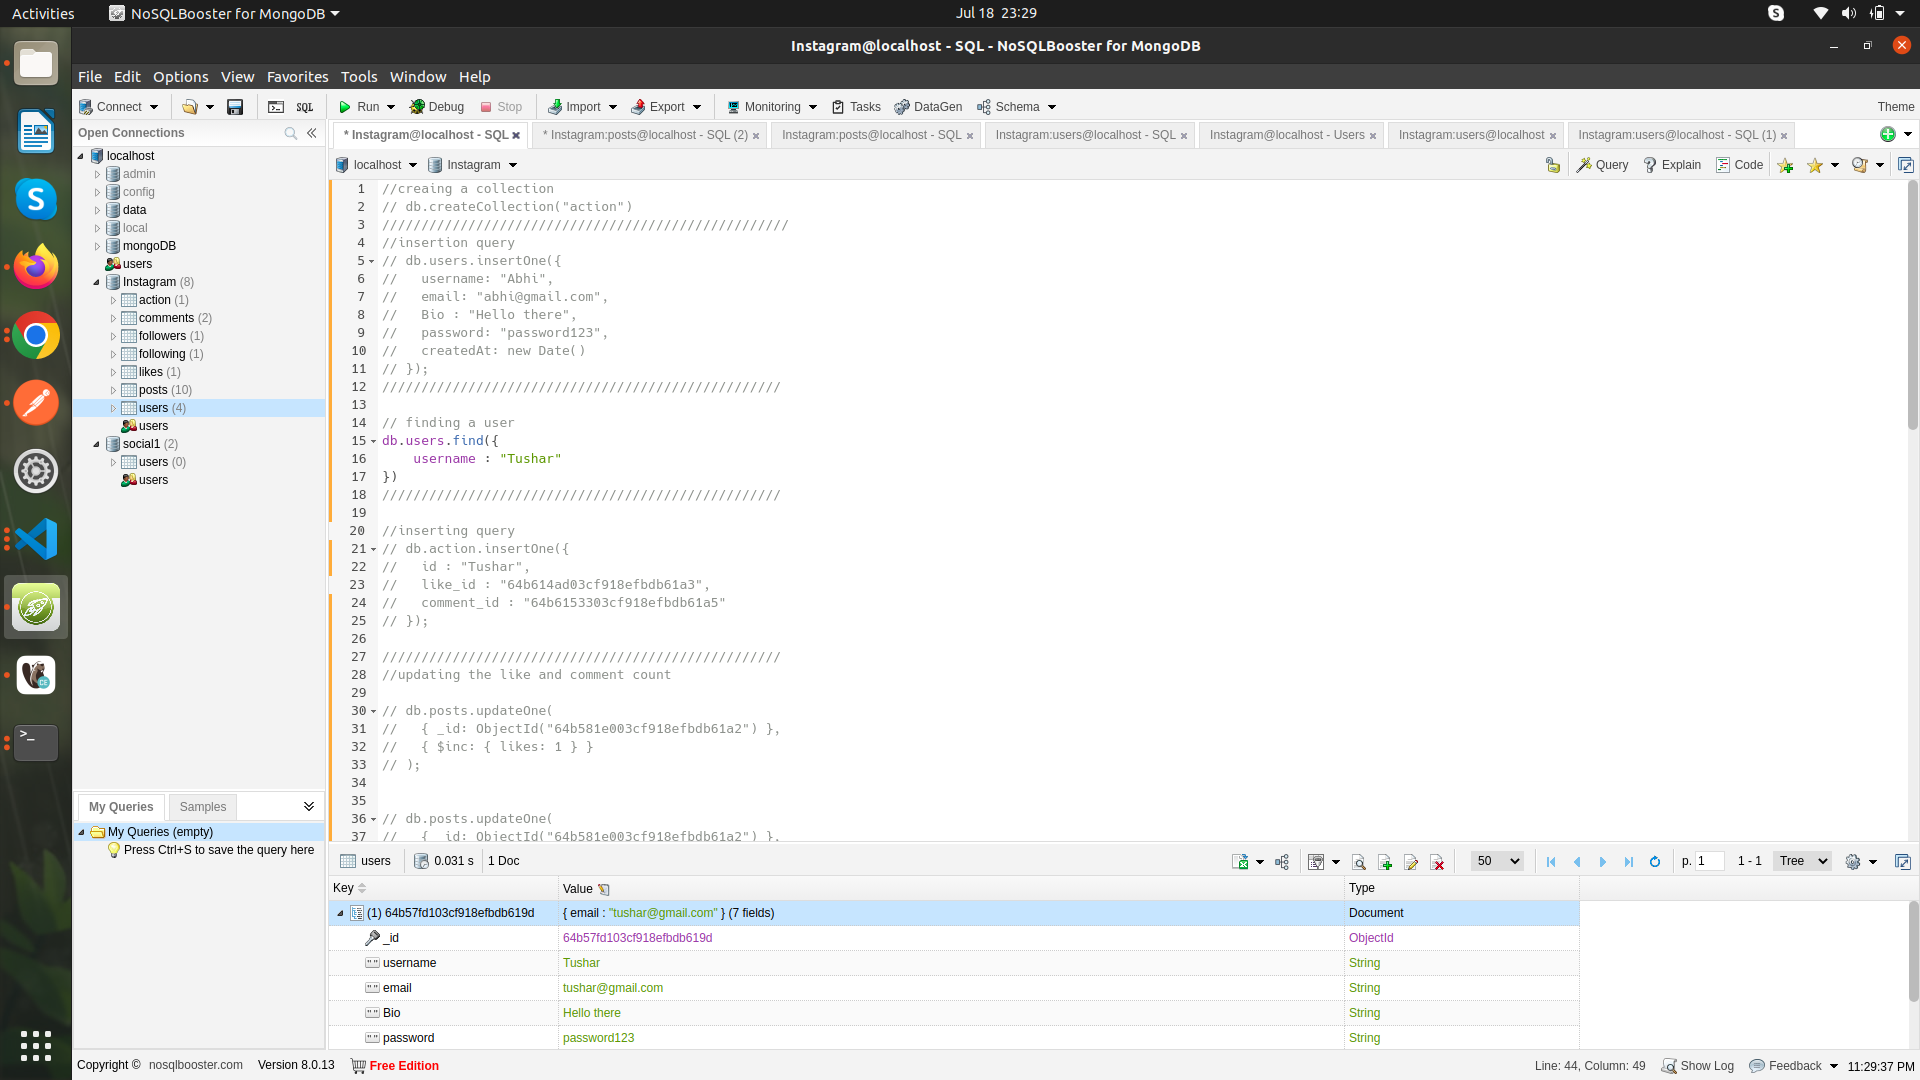 Activities
NoSQLBooster for MongoDB
Jul 18 23:29
Instagram@localhost - SQL - NoSQLBooster for MongoDB
File Edit Options View Favorites Tools Window Help
Connect SQL Run Debug Stop Import Export Monitoring Tasks DataGen Schema Theme
Open Connections
* Instagram@localhost - SQL
* Instagram:posts@localhost - SQL (2)
Instagram:posts@localhost - SQL
Instagram:users@localhost - SQL
Instagram@localhost - Users
Instagram:users@localhost
Instagram:users@localhost - SQL (1)
localhost Instagram Query Explain Code
localhost
admin
config
data
local
mongoDB
users
Instagram (8)
action (1)
comments (2)
followers (1)
following (1)
likes (1)
posts (10)
users (4)
users
social1 (2)
users (0)
users
1 //creaing a collection
2 // db.createCollection("action")
3 ////////////////////////////////////////////////////
4 //insertion query
5 // db.users.insertOne({
6 //   username: "Abhi",
7 //   email: "abhi@gmail.com",
8 //   Bio : "Hello there",
9 //   password: "password123",
10 //   createdAt: new Date()
11 // });
12 ///////////////////////////////////////////////////
13
14 // finding a user
15 db.users.find({
16     username : "Tushar"
17 })
18 ///////////////////////////////////////////////////
19
20 //inserting query
21 // db.action.insertOne({
22 //   id : "Tushar",
23 //   like_id : "64b614ad03cf918efbdb61a3",
24 //   comment_id : "64b6153303cf918efbdb61a5"
25 // });
26
27 ///////////////////////////////////////////////////
28 //updating the like and comment count
29
30 // db.posts.updateOne(
31 //   { _id: ObjectId("64b581e003cf918efbdb61a2") },
32 //   { $inc: { likes: 1 } }
33 // );
34
35
36 // db.posts.updateOne(
37 //   { _id: ObjectId("64b581e003cf918efbdb61a2") },
My Queries Samples
My Queries (empty)
Press Ctrl+S to save the query here
users 0.031 s 1 Doc 50 p. 1 1 - 1 Tree
Key Value Type
(1) 64b57fd103cf918efbdb619d { email : "tushar@gmail.com" } (7 fields) Document
_id 64b57fd103cf918efbdb619d ObjectId
username Tushar String
email tushar@gmail.com String
Bio Hello there String
password password123 String
Copyright © nosqlbooster.com Version 8.0.13 Free Edition Line: 44, Column: 49 Show Log Feedback 11:29:37 PM